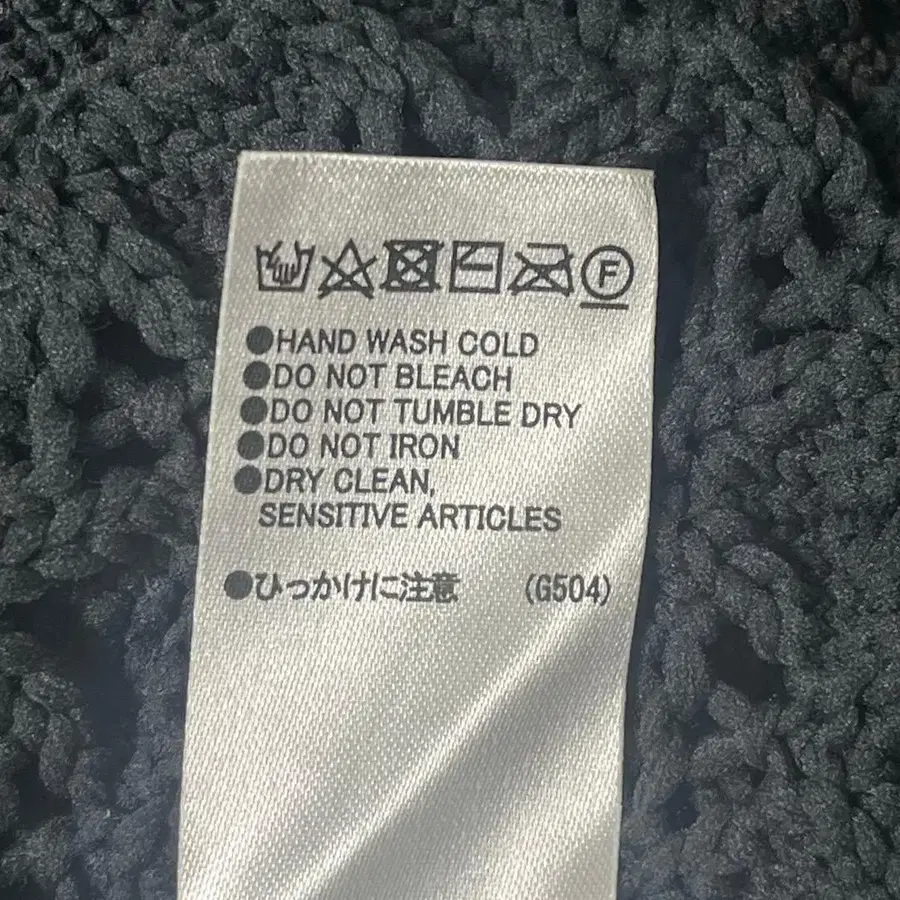 F
●HAND WASH COLD
●DO NOT BLEACH
●DO NOT TUMBLE DRY
●DO NOT IRON
●DRY CLEAN,
SENSITIVE ARTICLES
●ひっかけに注意 (G504)